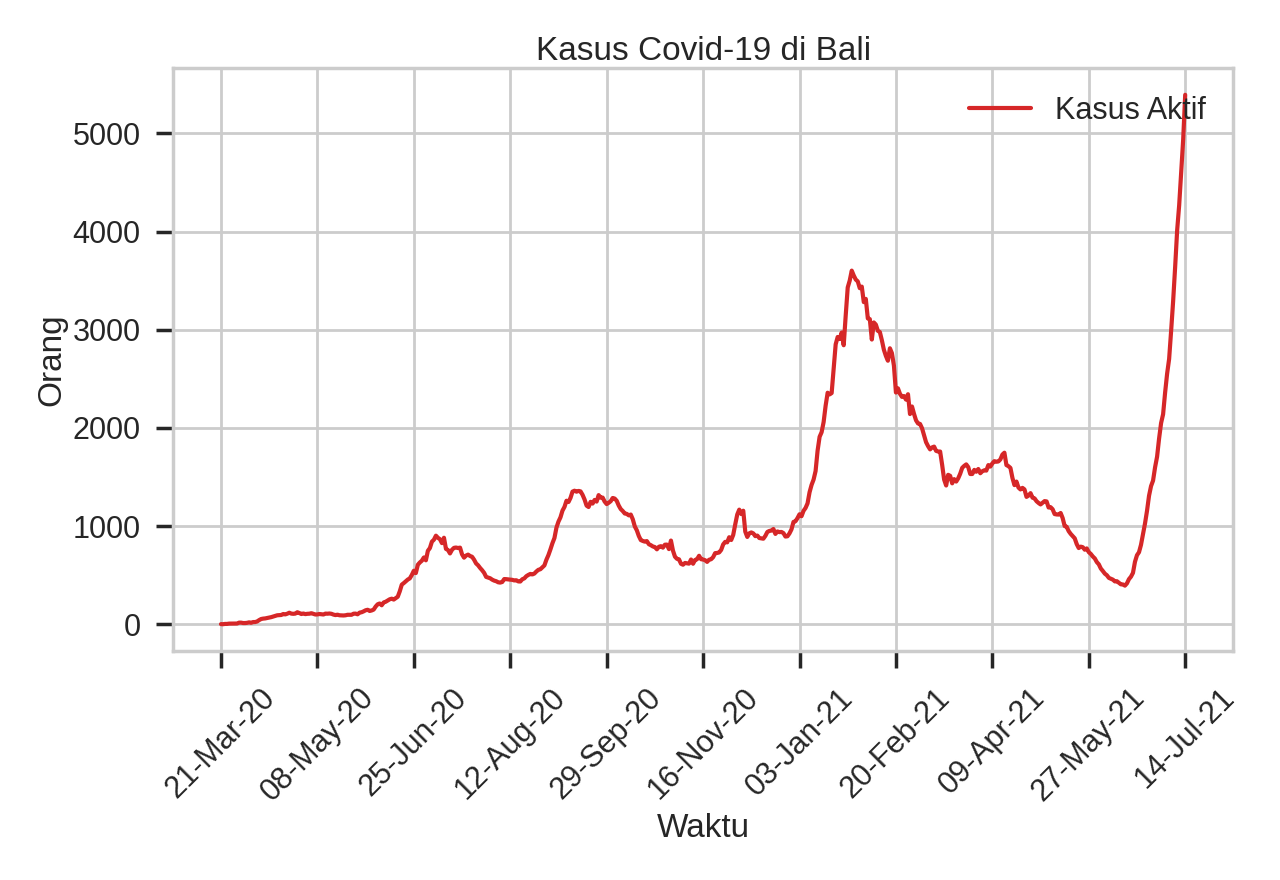 Kasus Covid-19 di Bali
Kasus Aktif
5000
4000
3000
2000
1000
0
Orang
21-Mar-20
08-May-20
25-Jun-20
12-Aug-20
29-Sep-20
16-Nov-20
03-Jan-21
20-Feb-21
09-Apr-21
27-May-21
14-Jul-21
Waktu